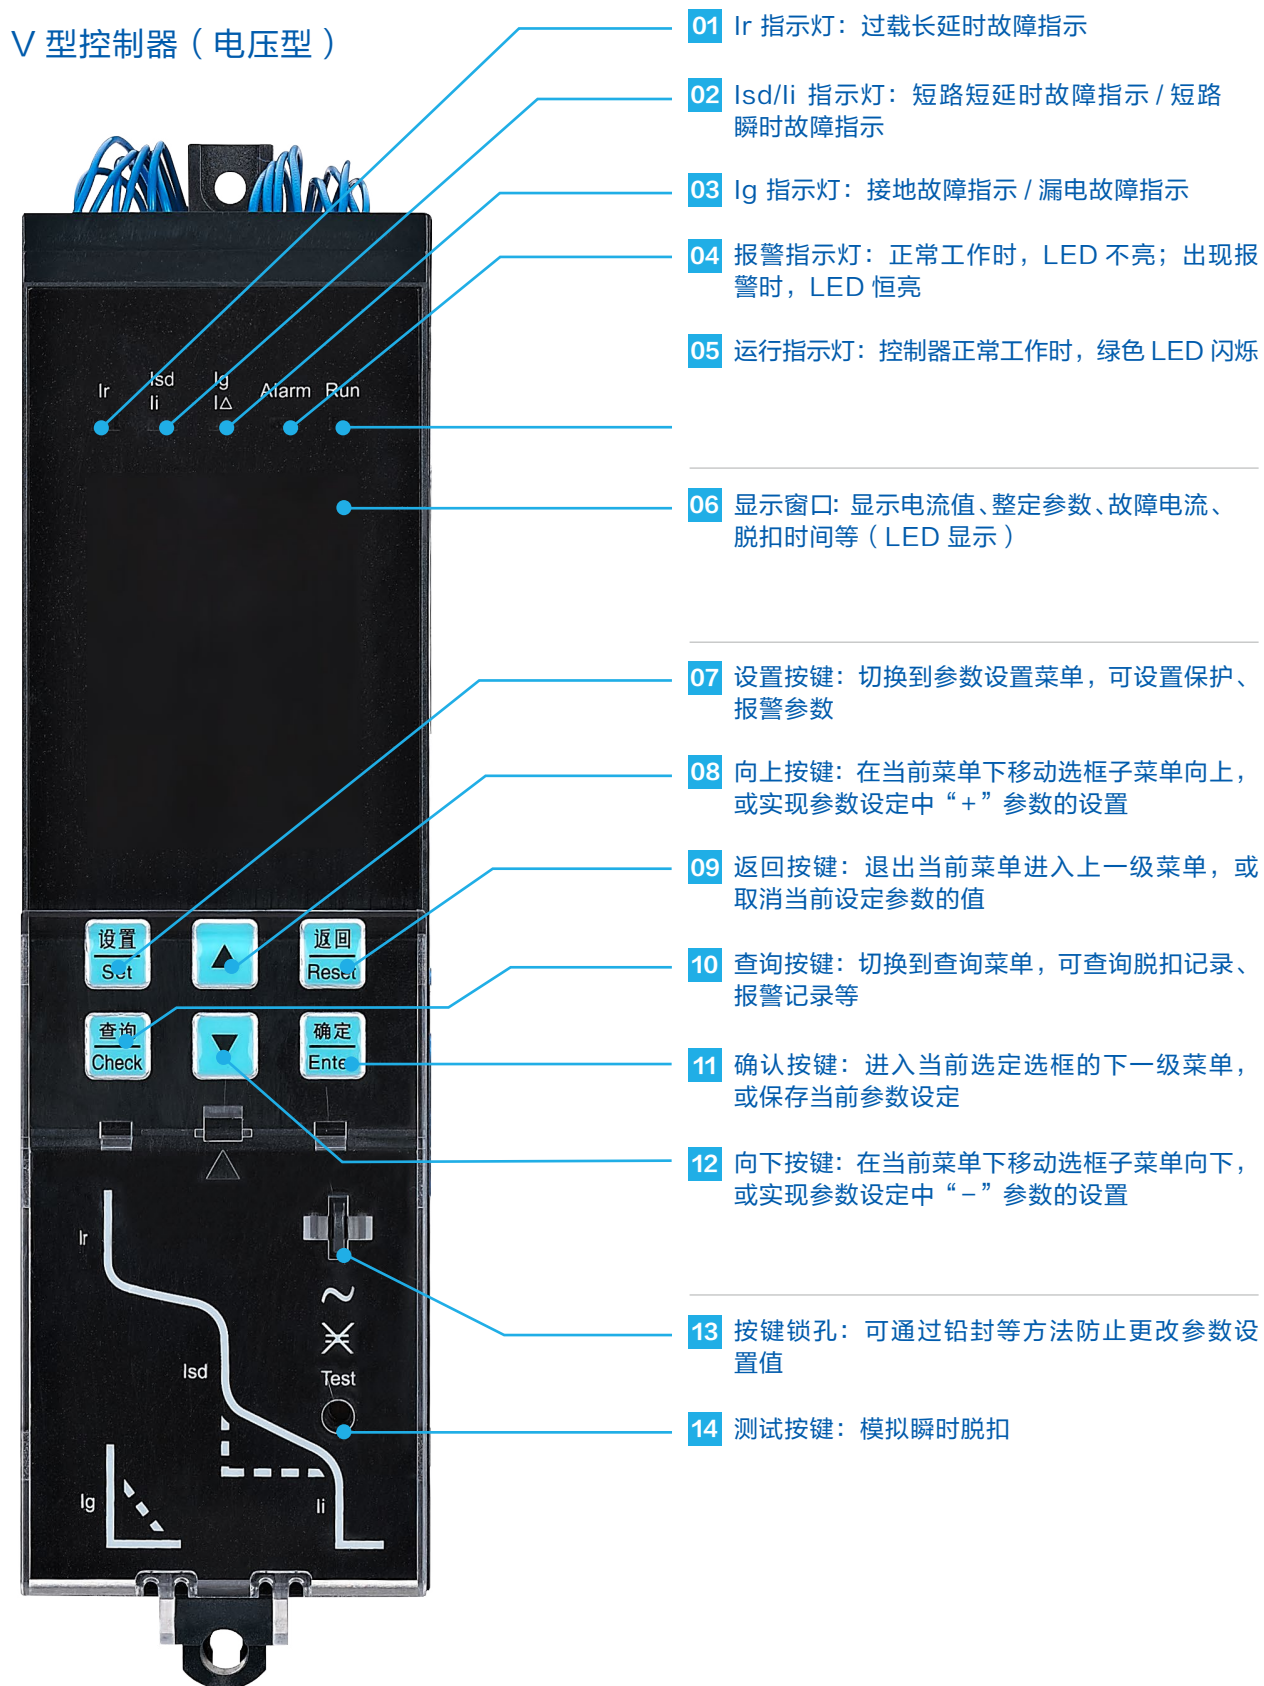 V 型控制器（电压型）
01 Ir 指示灯：过载长延时故障指示
02 Isd/Ii 指示灯：短路短延时故障指示 / 短路
瞬时故障指示
03 Ig 指示灯：接地故障指示 / 漏电故障指示
04 报警指示灯：正常工作时，LED 不亮；出现报
警时，LED 恒亮
05 运行指示灯：控制器正常工作时，绿色 LED 闪烁
06 显示窗口：显示电流值、整定参数、故障电流、
脱扣时间等（LED 显示）
07 设置按键：切换到参数设置菜单，可设置保护、
报警参数
08 向上按键：在当前菜单下移动选框子菜单向上，
或实现参数设定中“+”参数的设置
09 返回按键：退出当前菜单进入上一级菜单，或
取消当前设定参数的值
10 查询按键：切换到查询菜单，可查询脱扣记录、
报警记录等
11 确认按键：进入当前选定选框的下一级菜单，
或保存当前参数设定
12 向下按键：在当前菜单下移动选框子菜单向下，
或实现参数设定中“-”参数的设置
13 按键锁孔：可通过铅封等方法防止更改参数设
置值
14 测试按键：模拟瞬时脱扣
Ir Isd Ig Alarm Run
Ii I△
设置 ▲ 返回
Set Reset
查询 ▼ 确定
Check Enter
Ir
Isd
Test
Ig
Ii